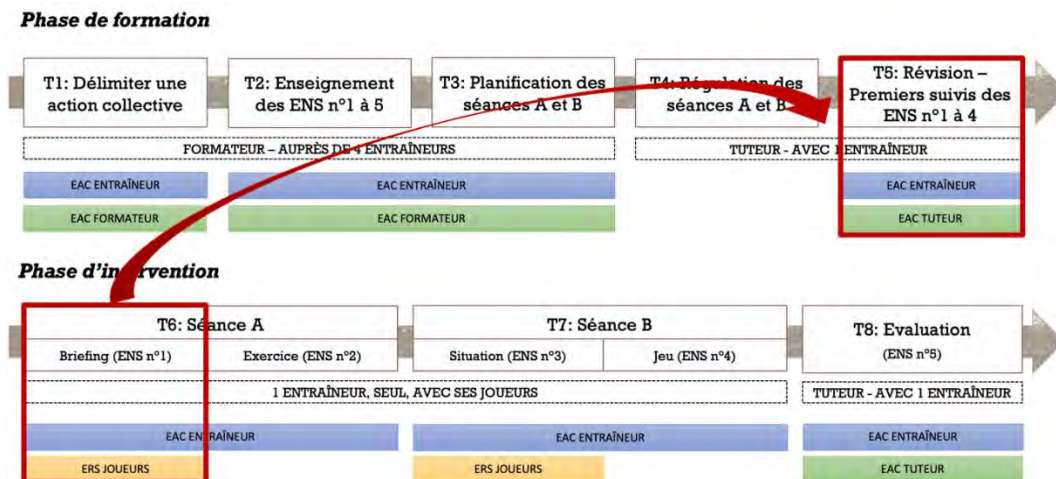 Phase de formation
T1: Délimiter une
action collective
T2: Enseignement
des ENS n°1 à 5
T3: Planification des
séances A et B
T4: Régulation des
séances A et B
T5: Révision –
Premiers suivis des
ENS n°1 à 4
FORMATEUR – AUPRÈS DE 4 ENTRAÎNEURS
TUTEUR - AVEC 1 ENTRAÎNEUR
EAC ENTRAÎNEUR
EAC ENTRAÎNEUR
EAC ENTRAÎNEUR
EAC FORMATEUR
EAC FORMATEUR
EAC TUTEUR
Phase d'intervention
T6: Séance A
T7: Séance B
T8: Evaluation
(ENS n°5)
Briefing (ENS n°1)
Exercice (ENS n°2)
Situation (ENS n°3)
Jeu (ENS n°4)
1 ENTRAÎNEUR, SEUL, AVEC SES JOUEURS
TUTEUR - AVEC 1 ENTRAÎNEUR
EAC ENTRAÎNEUR
EAC ENTRAÎNEUR
EAC ENTRAÎNEUR
ERS JOUEURS
ERS JOUEURS
EAC TUTEUR